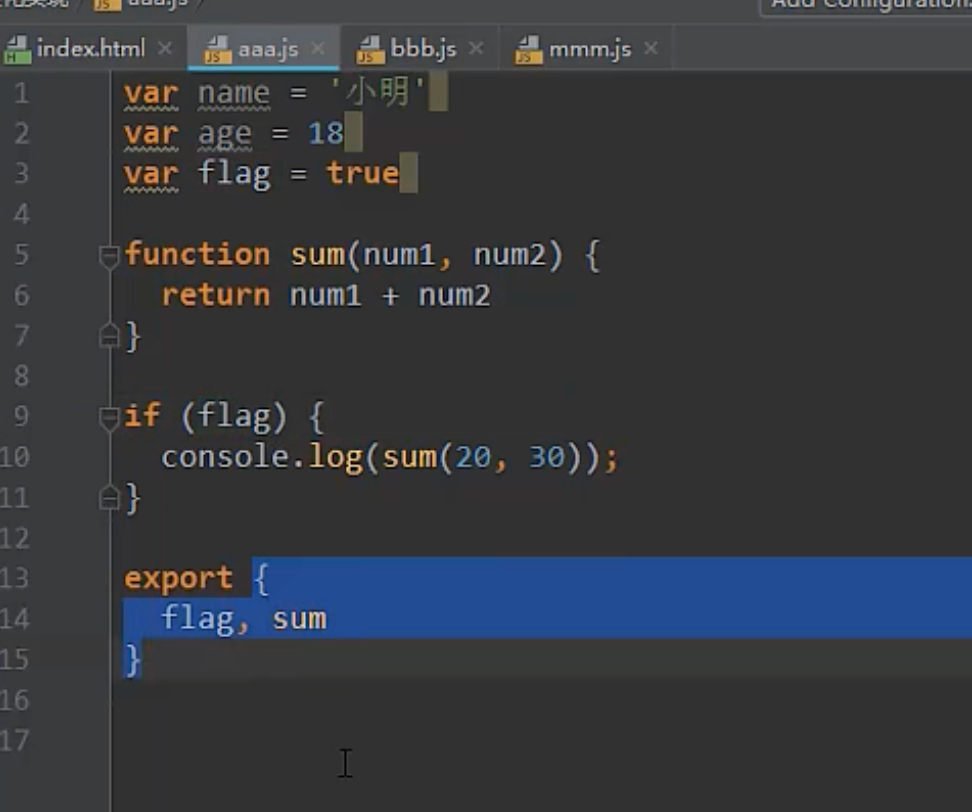 aaa.js
Add Configuration
index.html aaa.js bbb.js mmm.js
1 var name = '小明'
2 var age = 18
3 var flag = true
4
5 function sum(num1, num2) {
6 return num1 + num2
7 }
8
9 if (flag) {
10 console.log(sum(20, 30));
11 }
12
13 export {
14 flag, sum
15 }
16
17